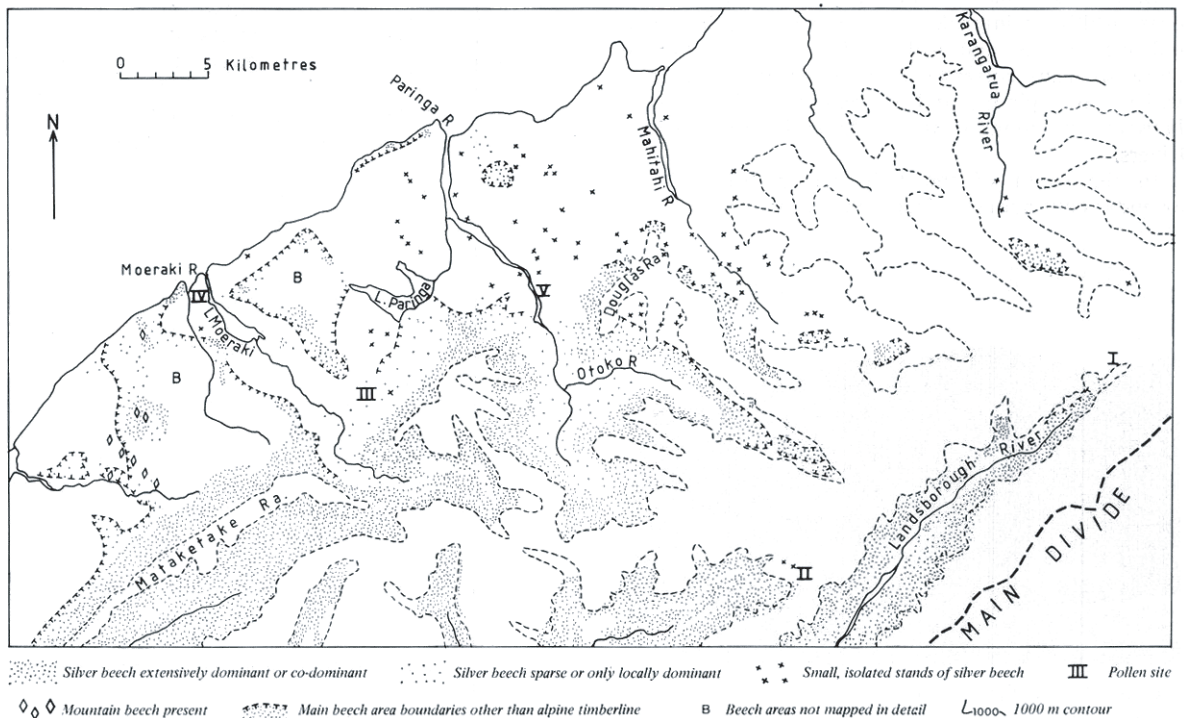 0 5 Kilometres
N
Karangarua River
Paringa R
Mahitahi R
Moeraki R
IV
B
L. Paringa
V
Douglas Ra
L Moeraki
B
III
Otoko R
I
Landsborough River
Mataketake Ra
II
MAIN DIVIDE
Silver beech extensively dominant or co-dominant
Silver beech sparse or only locally dominant
Small, isolated stands of silver beech
III Pollen site
Mountain beech present
Main beech area boundaries other than alpine timberline
B Beech areas not mapped in detail
1000 1000 m contour